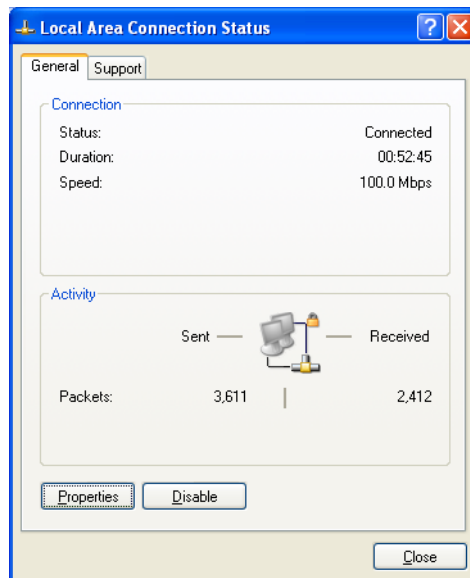 Local Area Connection Status
General Support
Connection
Status: Connected
Duration: 00:52:45
Speed: 100.0 Mbps
Activity
Sent Received
Packets: 3,611 2,412
Properties Disable
Close